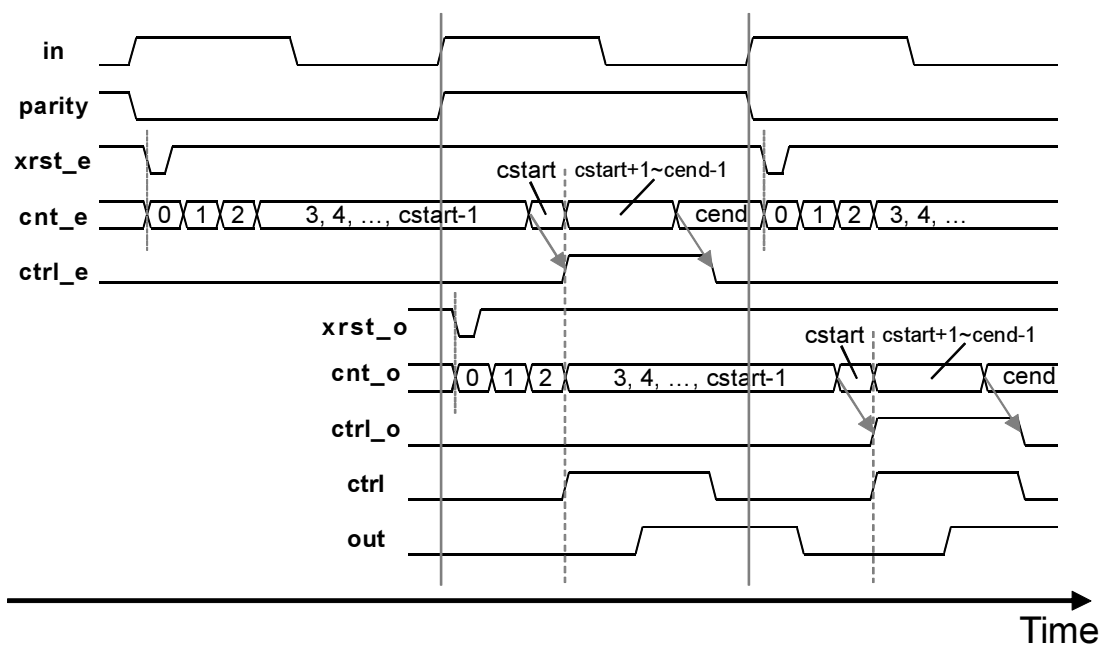 in
parity
xrst_e
cstart cstart+1~cend-1
cnt_e 0 1 2 3, 4, ..., cstart-1 cend 0 1 2 3, 4, ...
ctrl_e
xrst_o
cstart cstart+1~cend-1
cnt_o 0 1 2 3, 4, ..., cstart-1 cend
ctrl_o
ctrl
out
Time